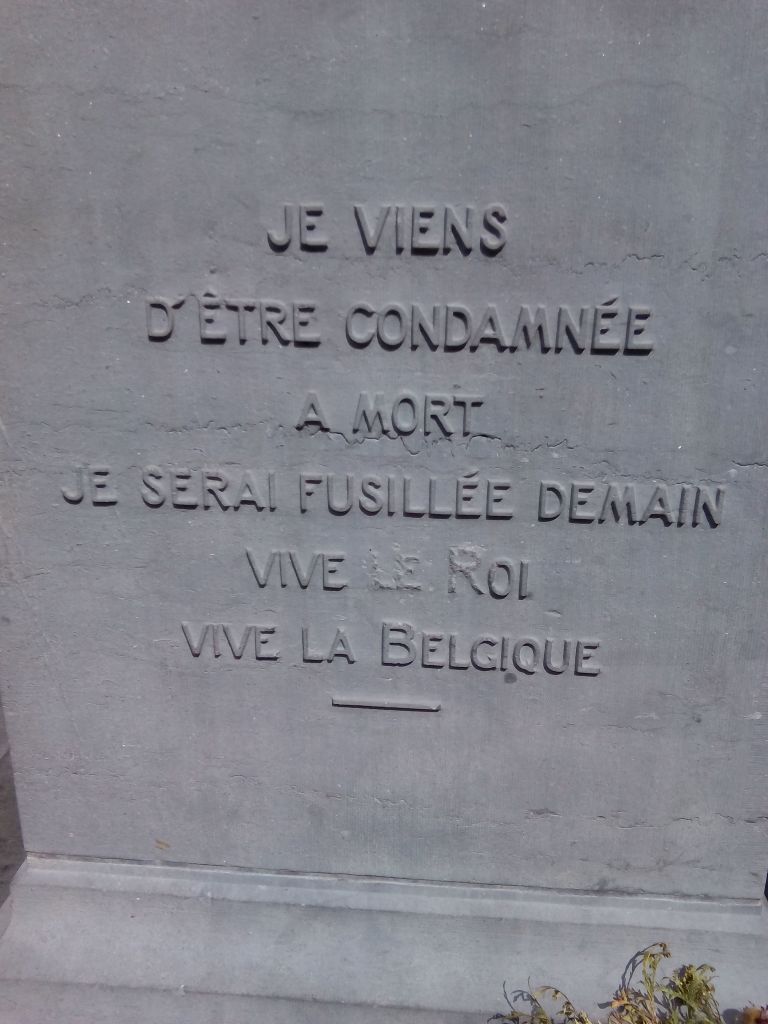 JE VIENS
D'ÊTRE CONDAMNÉE
A MORT
JE SERAI FUSILLÉE DEMAIN
VIVE LE ROI
VIVE LA BELGIQUE